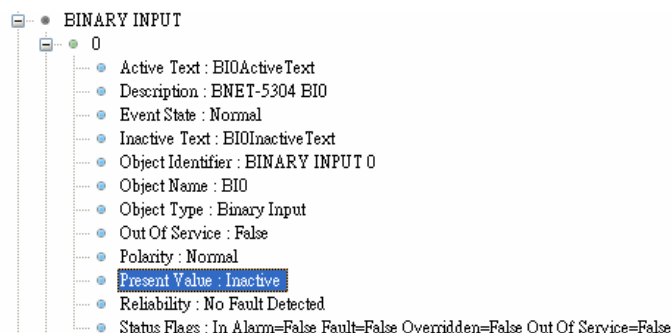 BINARY INPUT
0
Active Text : BI0ActiveText
Description : BNET-5304 BI0
Event State : Normal
Inactive Text : BI0InactiveText
Object Identifier : BINARY INPUT 0
Object Name : BI0
Object Type : Binary Input
Out Of Service : False
Polarity : Normal
Present Value : Inactive
Reliability : No Fault Detected
Status Flags : In Alarm=False Fault=False Overridden=False Out Of Service=False